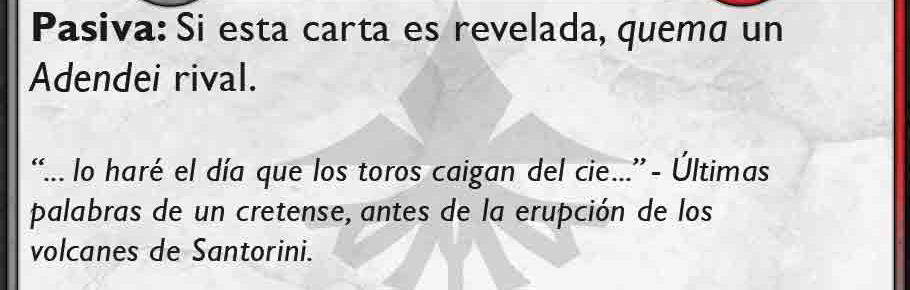 Pasiva: Si esta carta es revelada, quema un
Adendei rival.
“... lo haré el día que los toros caigan del cie...” - Últimas
palabras de un cretense, antes de la erupción de los
volcanes de Santorini.